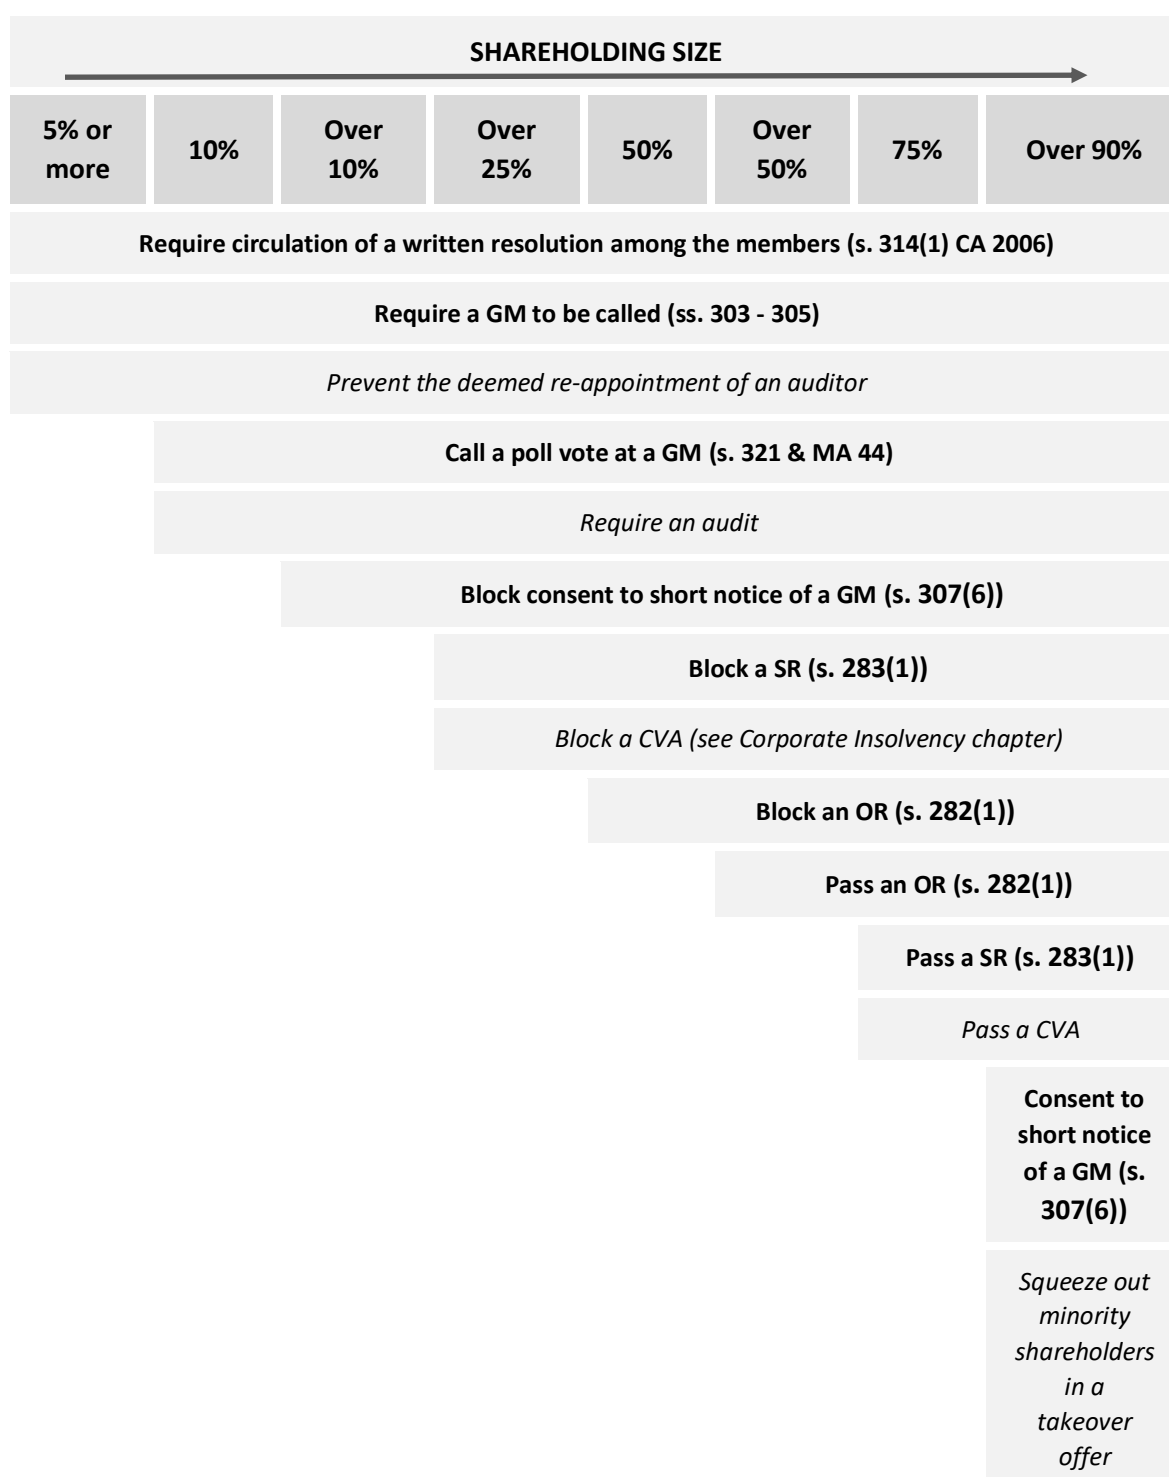 SHAREHOLDING SIZE
5% or
more
10%
Over
10%
Over
25%
50%
Over
50%
75%
Over 90%
Require circulation of a written resolution among the members (s. 314(1) CA 2006)
Require a GM to be called (ss. 303 - 305)
Prevent the deemed re-appointment of an auditor
Call a poll vote at a GM (s. 321 & MA 44)
Require an audit
Block consent to short notice of a GM (s. 307(6))
Block a SR (s. 283(1))
Block a CVA (see Corporate Insolvency chapter)
Block an OR (s. 282(1))
Pass an OR (s. 282(1))
Pass a SR (s. 283(1))
Pass a CVA
Consent to
short notice
of a GM (s.
307(6))
Squeeze out
minority
shareholders
in a
takeover
offer